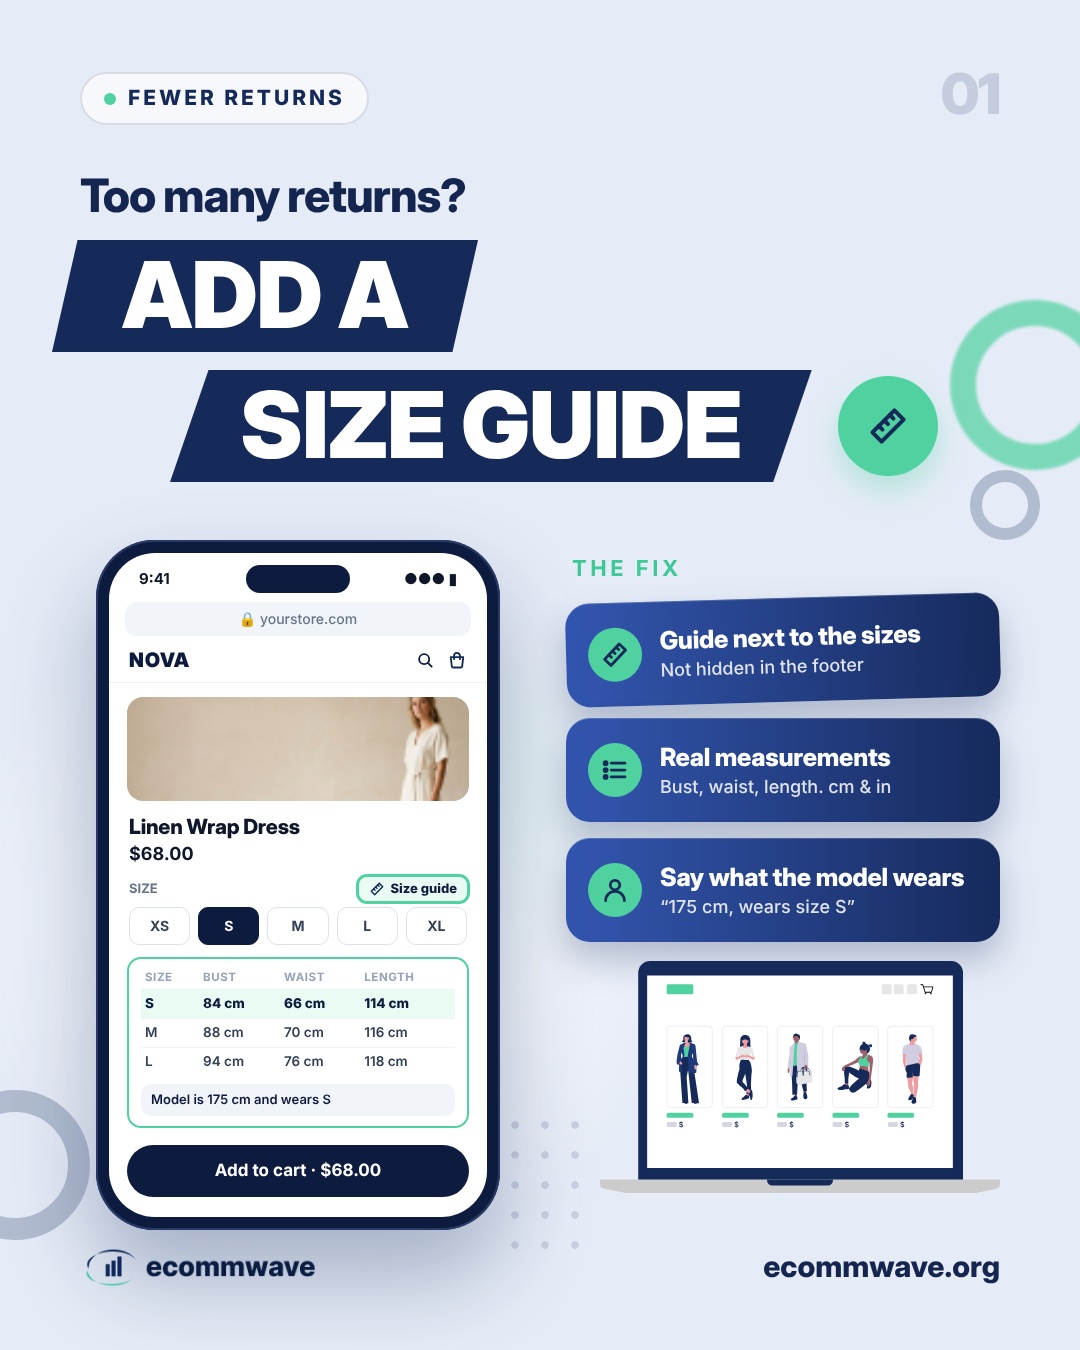 FEWER RETURNS
01
Too many returns?
ADD A
SIZE GUIDE
9:41
yourstore.com
NOVA
Linen Wrap Dress
$68.00
SIZE
Size guide
XS S M L XL
SIZE BUST WAIST LENGTH
S 84 cm 66 cm 114 cm
M 88 cm 70 cm 116 cm
L 94 cm 76 cm 118 cm
Model is 175 cm and wears S
Add to cart · $68.00
THE FIX
Guide next to the sizes
Not hidden in the footer
Real measurements
Bust, waist, length. cm & in
Say what the model wears
“175 cm, wears size S”
$ $ $ $ $
ecommwave
ecommwave.org